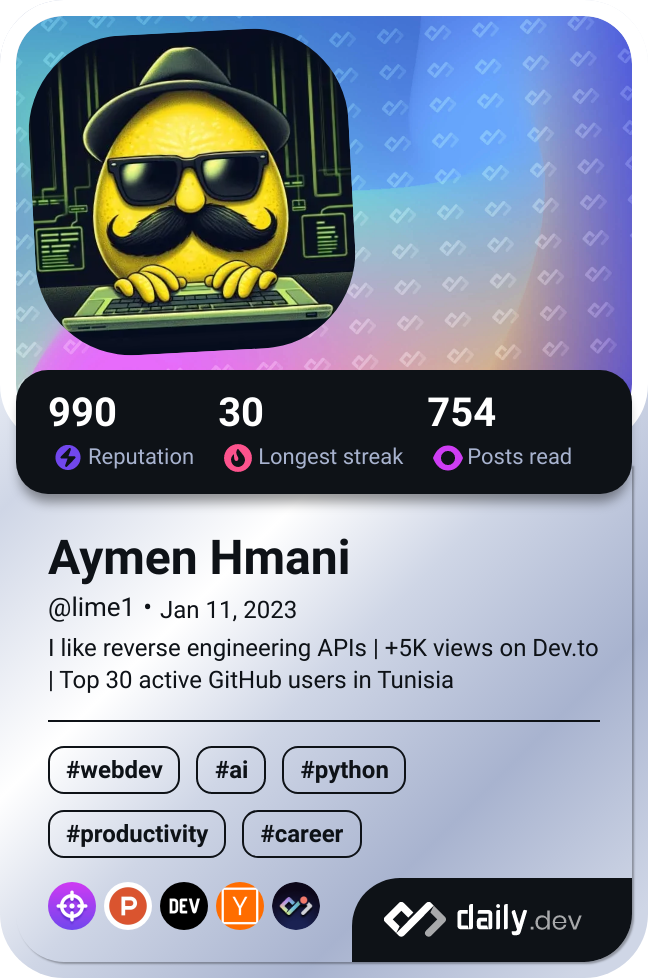 990 30 754
Reputation Longest streak Posts read
Aymen Hmani
@lime1 • Jan 11, 2023
I like reverse engineering APIs | +5K views on Dev.to
| Top 30 active GitHub users in Tunisia
#webdev #ai #python
#productivity #career
P DEV Y
daily.dev